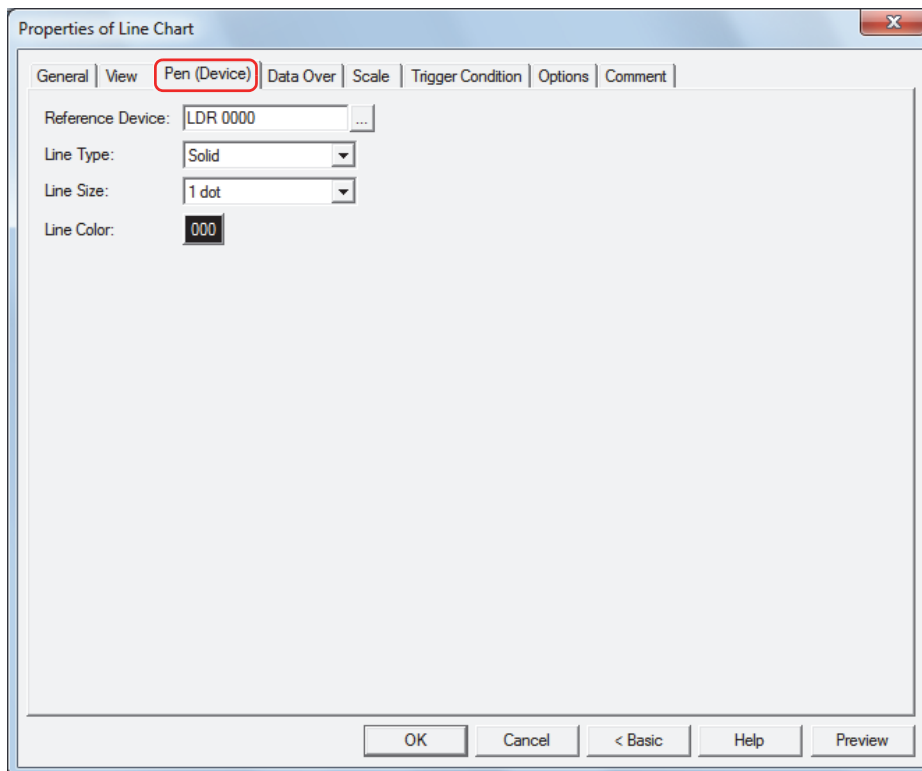 Properties of Line Chart
x
General View Pen (Device) Data Over Scale Trigger Condition Options Comment
Reference Device: LDR 0000 ...
Line Type: Solid
Line Size: 1 dot
Line Color: 000
OK Cancel < Basic Help Preview